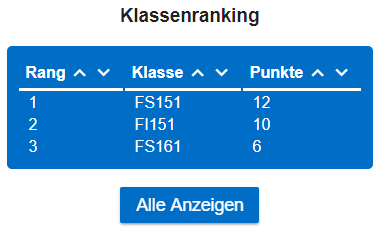 Klassenranking
Rang Klasse Punkte
1 FS151 12
2 FI151 10
3 FS161 6
Alle Anzeigen